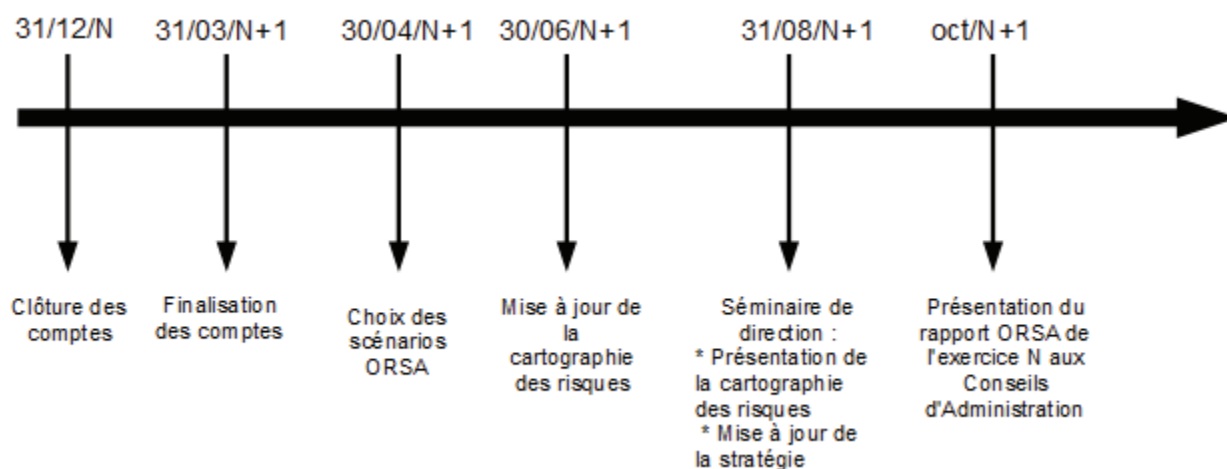 31/12/N
31/03/N+1
30/04/N+1
30/06/N+1
31/08/N+1
oct/N+1
Clôture des
comptes
Finalisation
des comptes
Choix des
scénarios
ORSA
Mise à jour de
la
cartographie
des risques
Séminaire de
direction :
* Présentation de
la cartographie
des risques
* Mise à jour de
la stratégie
Présentation du
rapport ORSA de
l'exercice N aux
Conseils
d'Administration